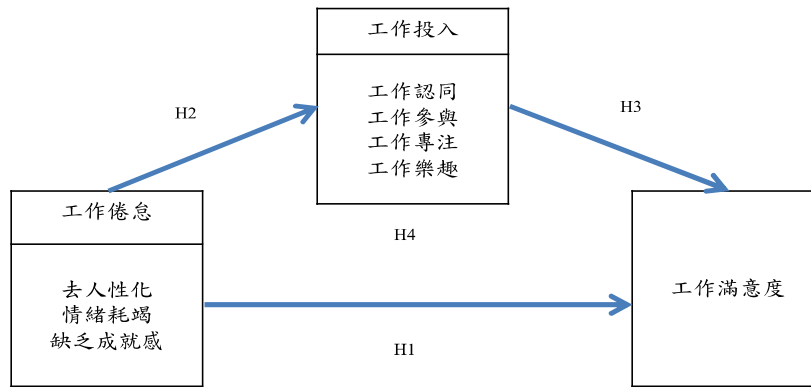 工作投入
工作認同
工作參與
工作專注
工作樂趣
H2
H3
工作倦怠
去人性化
情緒耗竭
缺乏成就感
H4
H1
工作滿意度